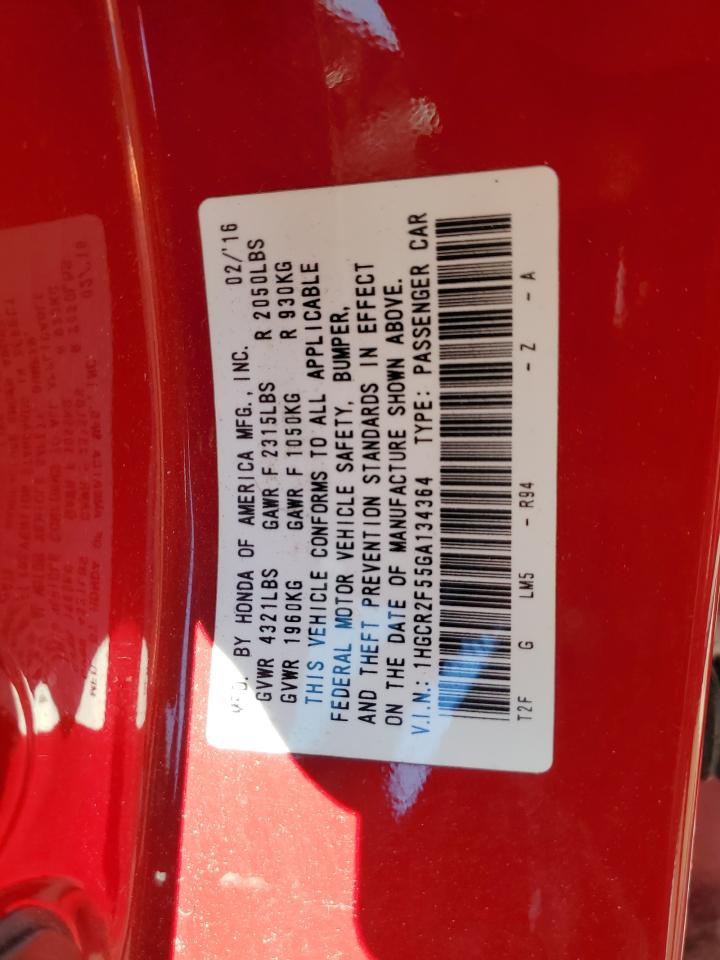 BY HONDA OF AMERICA MFG., INC. 02/'16
GVWR 4321LBS GAWR F 2315LBS R 2050LBS
GVWR 1960KG GAWR F 1050KG R 930KG
THIS VEHICLE CONFORMS TO ALL APPLICABLE
FEDERAL MOTOR VEHICLE SAFETY, BUMPER,
AND THEFT PREVENTION STANDARDS IN EFFECT
ON THE DATE OF MANUFACTURE SHOWN ABOVE.
V.I.N.: 1HGCR2F55GA134364 TYPE: PASSENGER CAR
T2F G LM5 - R94 - Z - A